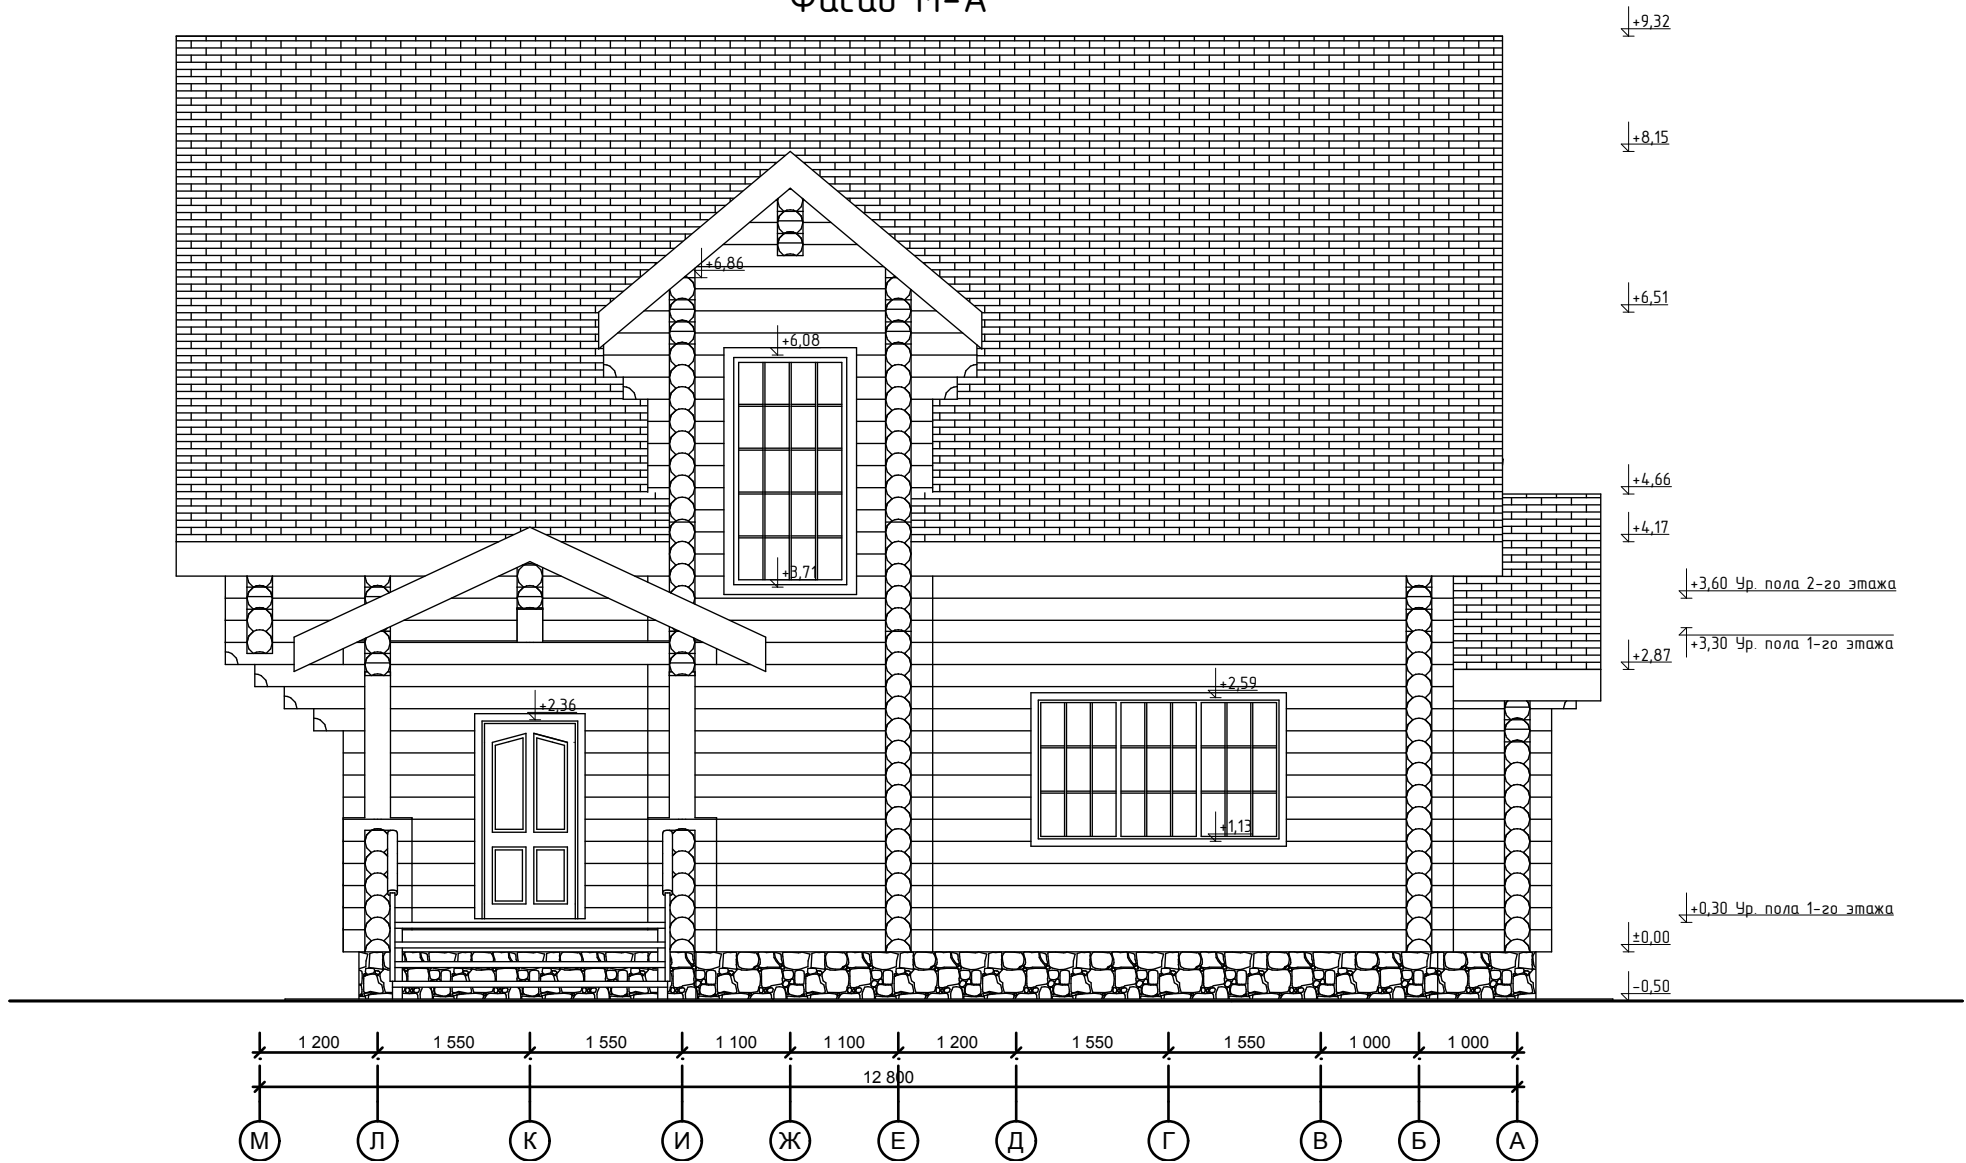 Фасад М-А
+9,32
+8,15
+6,86
+6,51
+6,08
+4,66
+4,17
+3,71
+3,60 Ур. пола 2-го этажа
+3,30 Ур. пола 1-го этажа
+2,87
+2,59
+2,36
+1,13
+0,30 Ур. пола 1-го этажа
±0,00
-0,50
1 200 1 550 1 550 1 100 1 100 1 200 1 550 1 550 1 000 1 000
12 800
М Л К И Ж Е Д Г В Б А